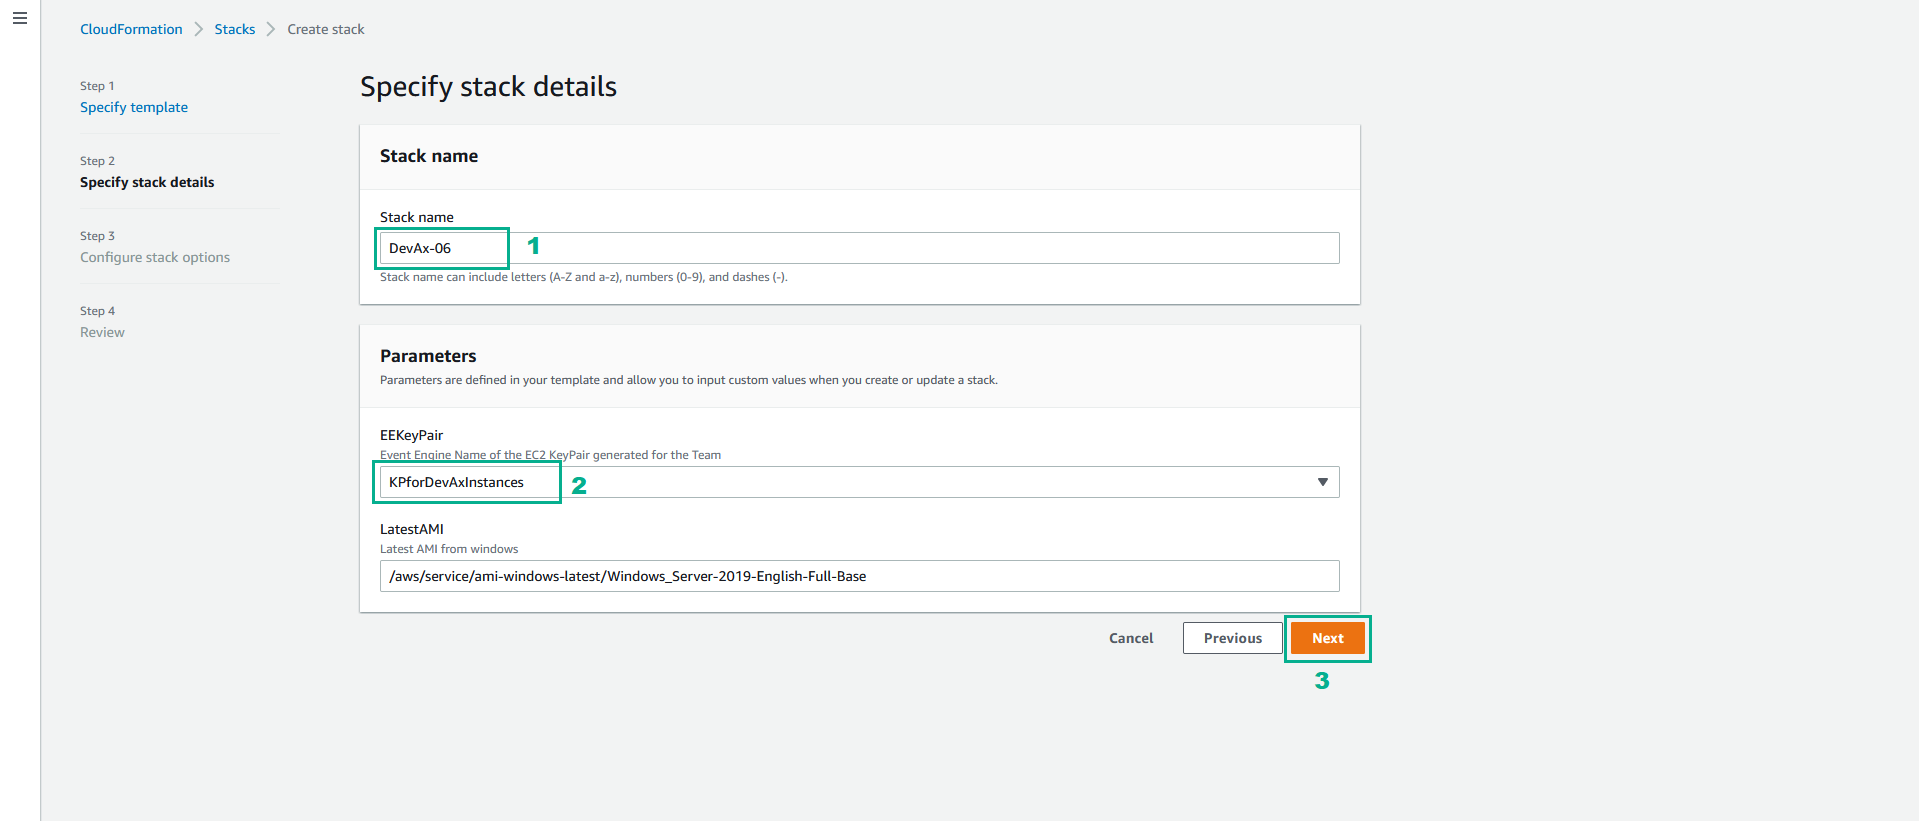 CloudFormation > Stacks > Create stack
Step 1
Specify template
Step 2
Specify stack details
Step 3
Configure stack options
Step 4
Review
Specify stack details
Stack name
Stack name
DevAx-06 1
Stack name can include letters (A-Z and a-z), numbers (0-9), and dashes (-).
Parameters
Parameters are defined in your template and allow you to input custom values when you create or update a stack.
EEKeyPair
Event Engine Name of the EC2 KeyPair generated for the Team
KPforDevAxInstances 2
LatestAMI
Latest AMI from windows
/aws/service/ami-windows-latest/Windows_Server-2019-English-Full-Base
Cancel Previous Next
3